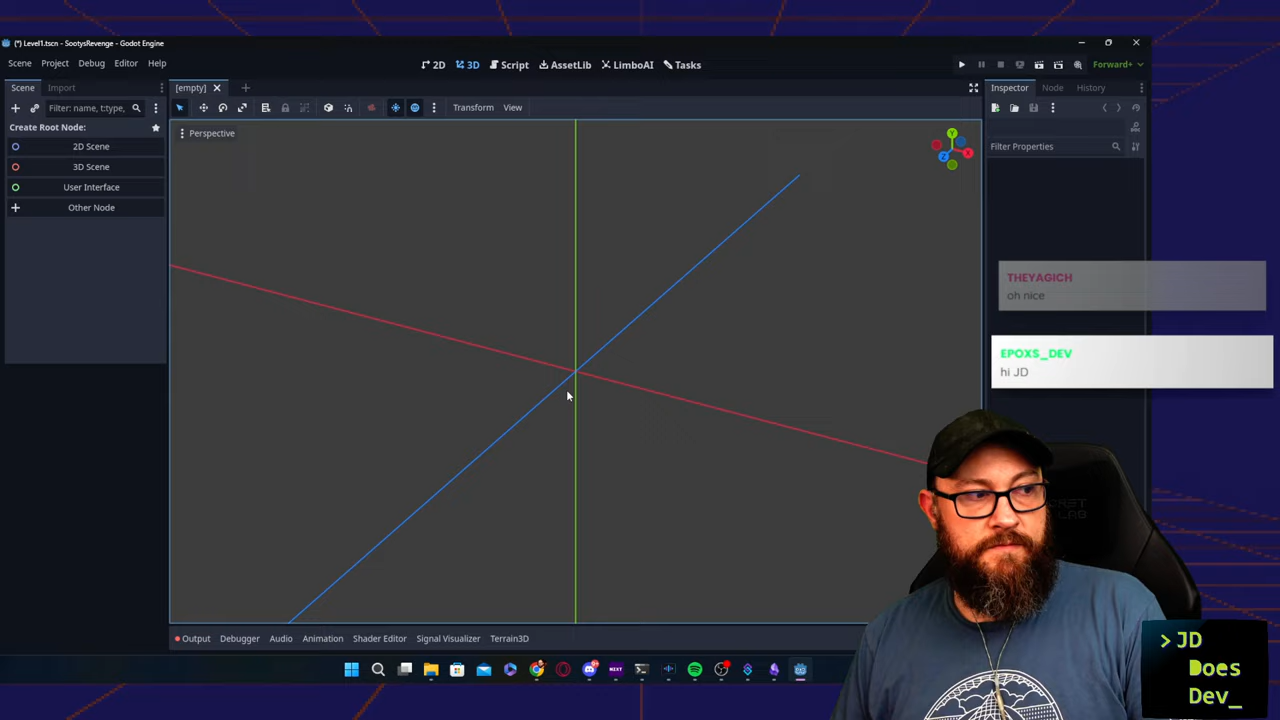 (*) Level1.tscn - SootysRevenge - Godot Engine
Scene Project Debug Editor Help
2D 3D Script AssetLib LimboAI Tasks
Forward+
Scene Import
[empty]
Inspector Node History
Filter: name, t:type,
Transform View
Create Root Node:
2D Scene
3D Scene
User Interface
Other Node
Perspective
Y
X
Z
Filter Properties
THEYAGICH
oh nice
EPOXS_DEV
hi JD
Output Debugger Audio Animation Shader Editor Signal Visualizer Terrain3D
NEXT
> JD
Does
Dev_